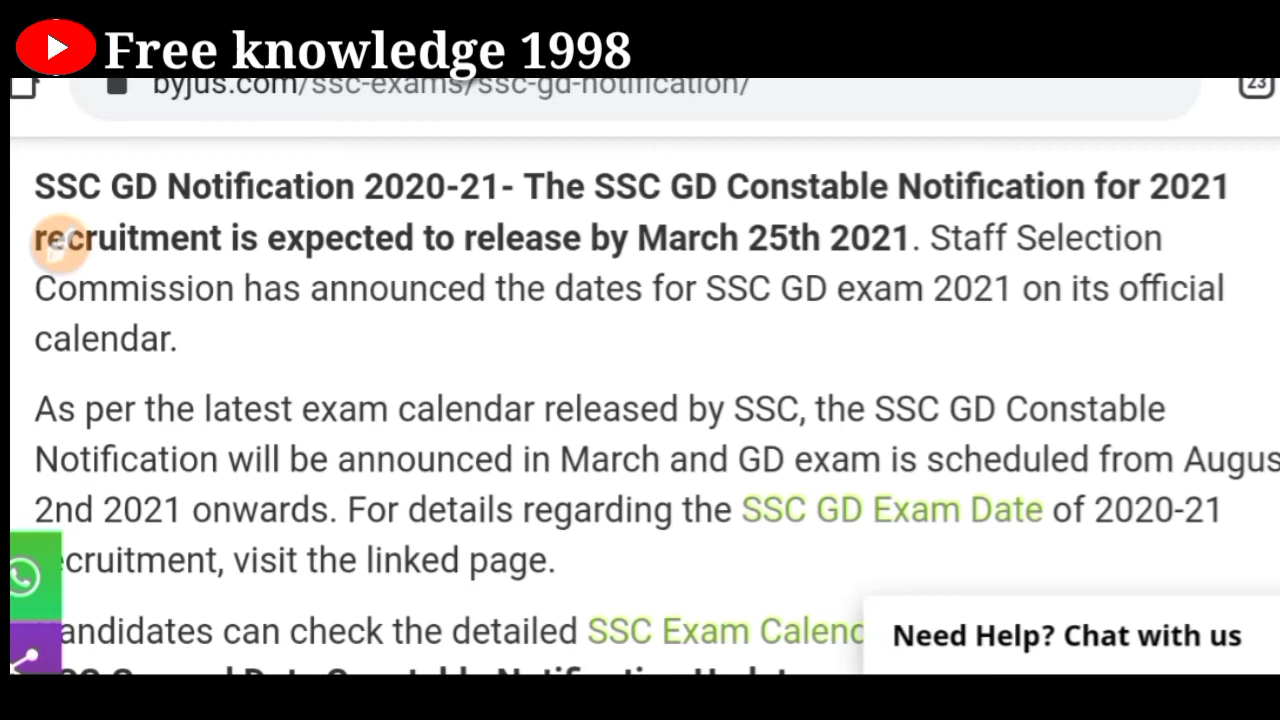 Free knowledge 1998
byjus.com/ssc-exams/ssc-gd-notification/
23
SSC GD Notification 2020-21- The SSC GD Constable Notification for 2021
recruitment is expected to release by March 25th 2021. Staff Selection
Commission has announced the dates for SSC GD exam 2021 on its official
calendar.
As per the latest exam calendar released by SSC, the SSC GD Constable
Notification will be announced in March and GD exam is scheduled from Augus
2nd 2021 onwards. For details regarding the SSC GD Exam Date of 2020-21
ecruitment, visit the linked page.
andidates can check the detailed SSC Exam Calend
Need Help? Chat with us